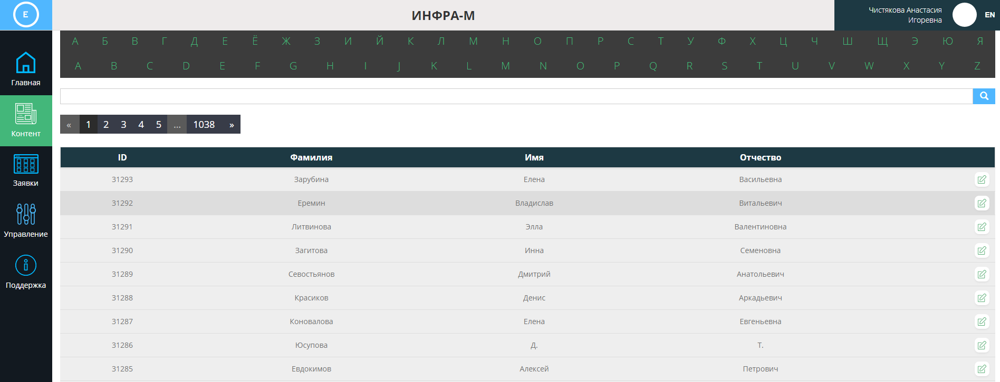 E
ИНФРА-М
Чистякова Анастасия
Игоревна
EN
А Б В Г Д Е Ё Ж З И Й К Л М Н О П Р С Т У Ф Х Ц Ч Ш Щ Э Ю Я
A B C D E F G H I J K L M N O P Q R S T U V W X Y Z
Главная
Контент
Заявки
Управление
Поддержка
« 1 2 3 4 5 ... 1038 »
ID Фамилия Имя Отчество
31293 Зарубина Елена Васильевна
31292 Еремин Владислав Витальевич
31291 Литвинова Элла Валентиновна
31290 Загитова Инна Семеновна
31289 Севостьянов Дмитрий Анатольевич
31288 Красиков Денис Аркадьевич
31287 Коновалова Елена Евгеньевна
31286 Юсупова Д. Т.
31285 Евдокимов Алексей Петрович